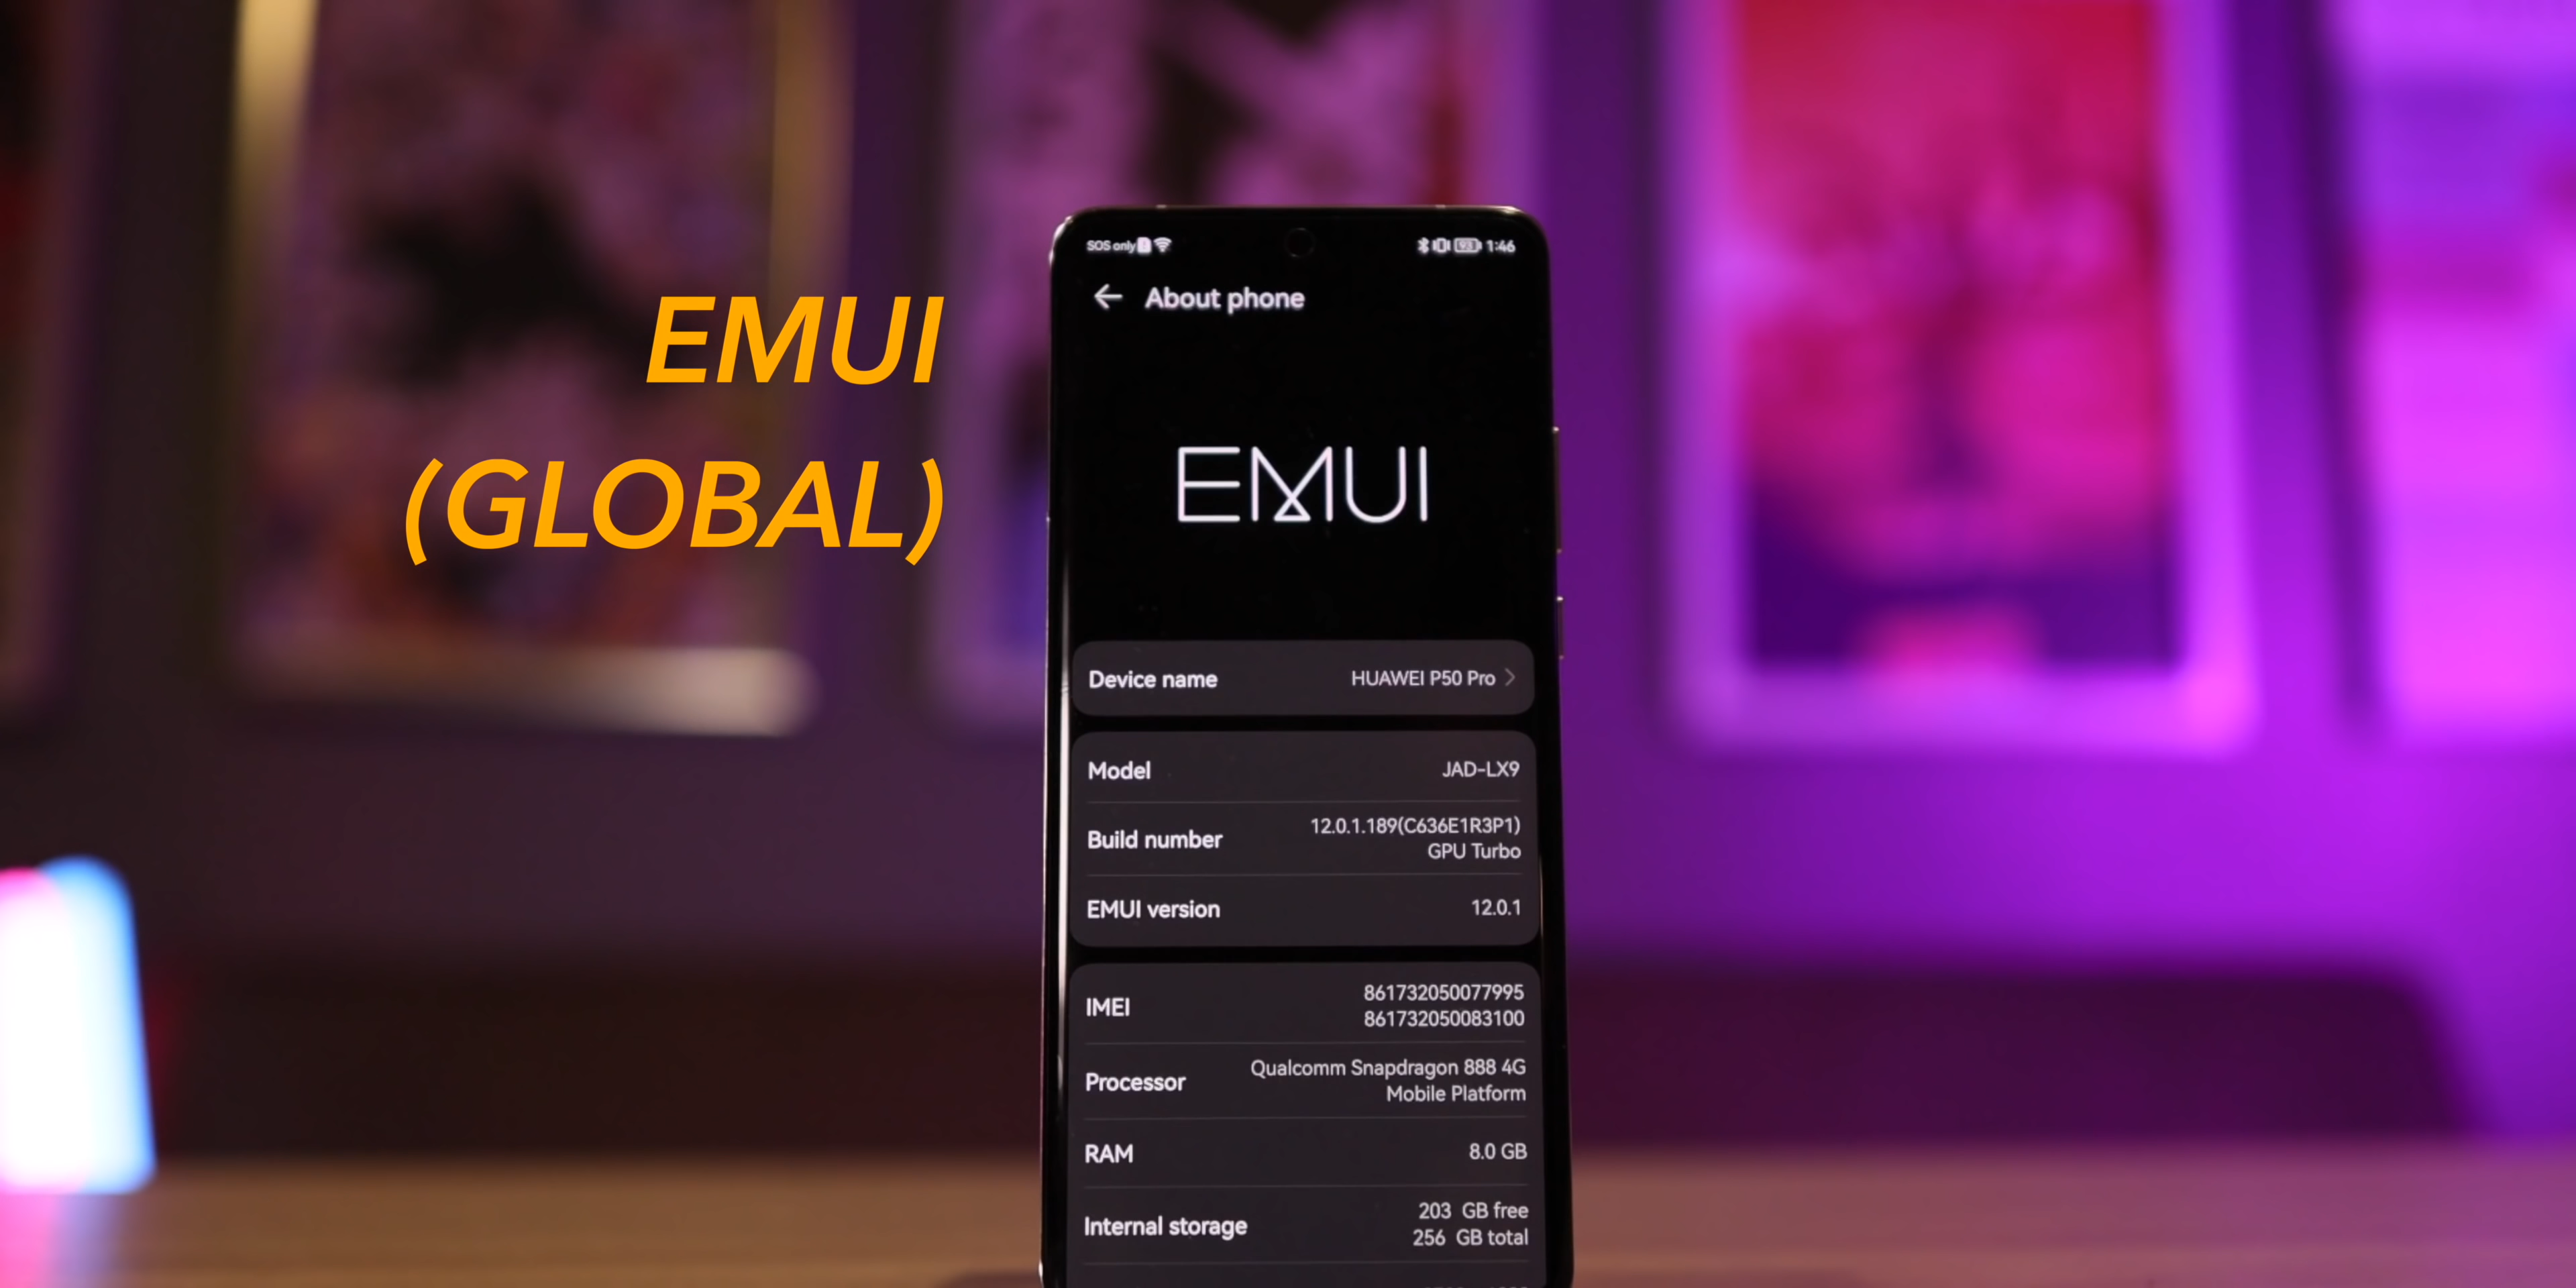 EMUI
(GLOBAL)
SOS only
93 1:46
About phone
EMUI
Device name HUAWEI P50 Pro
Model JAD-LX9
Build number 12.0.1.189(C636E1R3P1)
GPU Turbo
EMUI version 12.0.1
IMEI 861732050077995
861732050083100
Processor Qualcomm Snapdragon 888 4G
Mobile Platform
RAM 8.0 GB
Internal storage 203 GB free
256 GB total